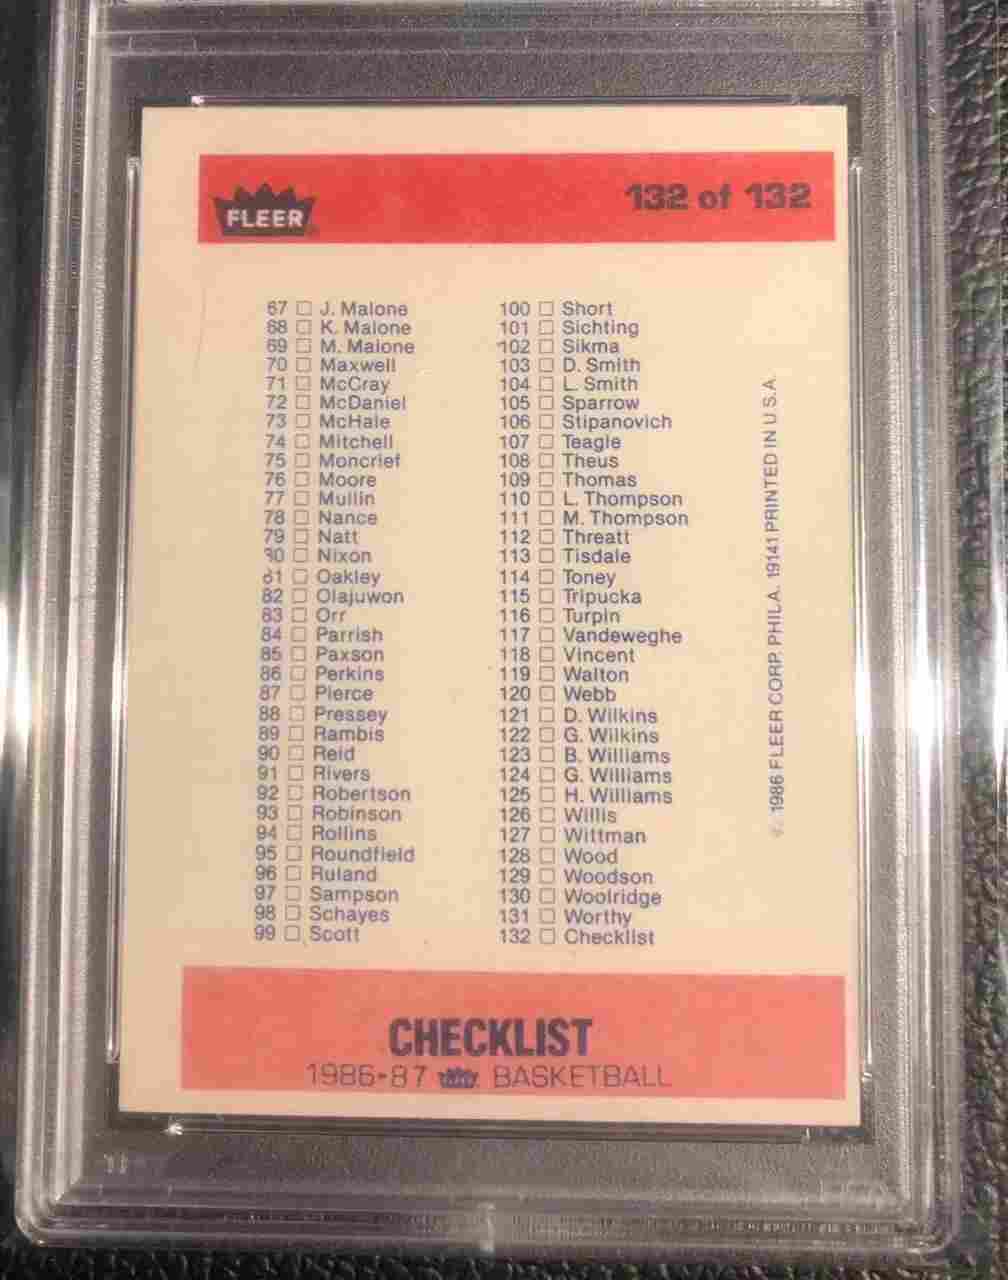 FLEER
132 of 132
67 □ J. Malone
68 □ K. Malone
69 □ M. Malone
70 □ Maxwell
71 □ McCray
72 □ McDaniel
73 □ McHale
74 □ Mitchell
75 □ Moncrief
76 □ Moore
77 □ Mullin
78 □ Nance
79 □ Natt
80 □ Nixon
81 □ Oakley
82 □ Olajuwon
83 □ Orr
84 □ Parrish
85 □ Paxson
86 □ Perkins
87 □ Pierce
88 □ Pressey
89 □ Rambis
90 □ Reid
91 □ Rivers
92 □ Robertson
93 □ Robinson
94 □ Rollins
95 □ Roundfield
96 □ Ruland
97 □ Sampson
98 □ Schayes
99 □ Scott
100 □ Short
101 □ Sichting
102 □ Sikma
103 □ D. Smith
104 □ L. Smith
105 □ Sparrow
106 □ Stipanovich
107 □ Teagle
108 □ Theus
109 □ Thomas
110 □ L. Thompson
111 □ M. Thompson
112 □ Threatt
113 □ Tisdale
114 □ Toney
115 □ Tripucka
116 □ Turpin
117 □ Vandeweghe
118 □ Vincent
119 □ Walton
120 □ Webb
121 □ D. Wilkins
122 □ G. Wilkins
123 □ B. Williams
124 □ G. Williams
125 □ H. Williams
126 □ Willis
127 □ Wittman
128 □ Wood
129 □ Woodson
130 □ Woolridge
131 □ Worthy
132 □ Checklist
© 1986 FLEER CORP. PHILA. 19141 PRINTED IN U.S.A.
CHECKLIST
1986-87 BASKETBALL